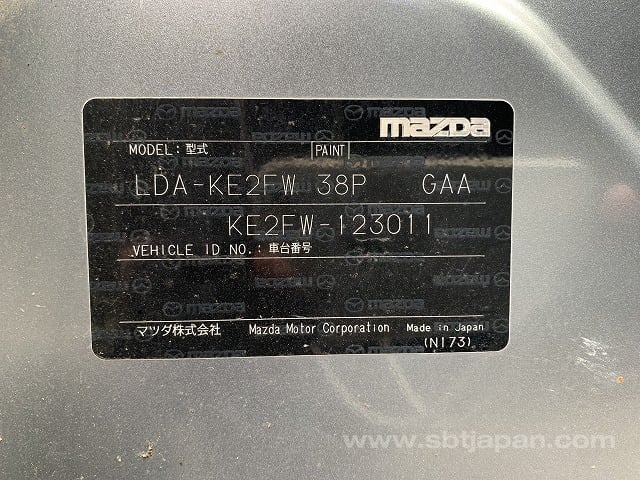 mazda
MODEL: 型式 PAINT
LDA-KE2FW 38P GAA
KE2FW-123011
VEHICLE ID NO.: 車台番号
マツダ株式会社 Mazda Motor Corporation Made in Japan
(N173)
www.sbtjapan.com